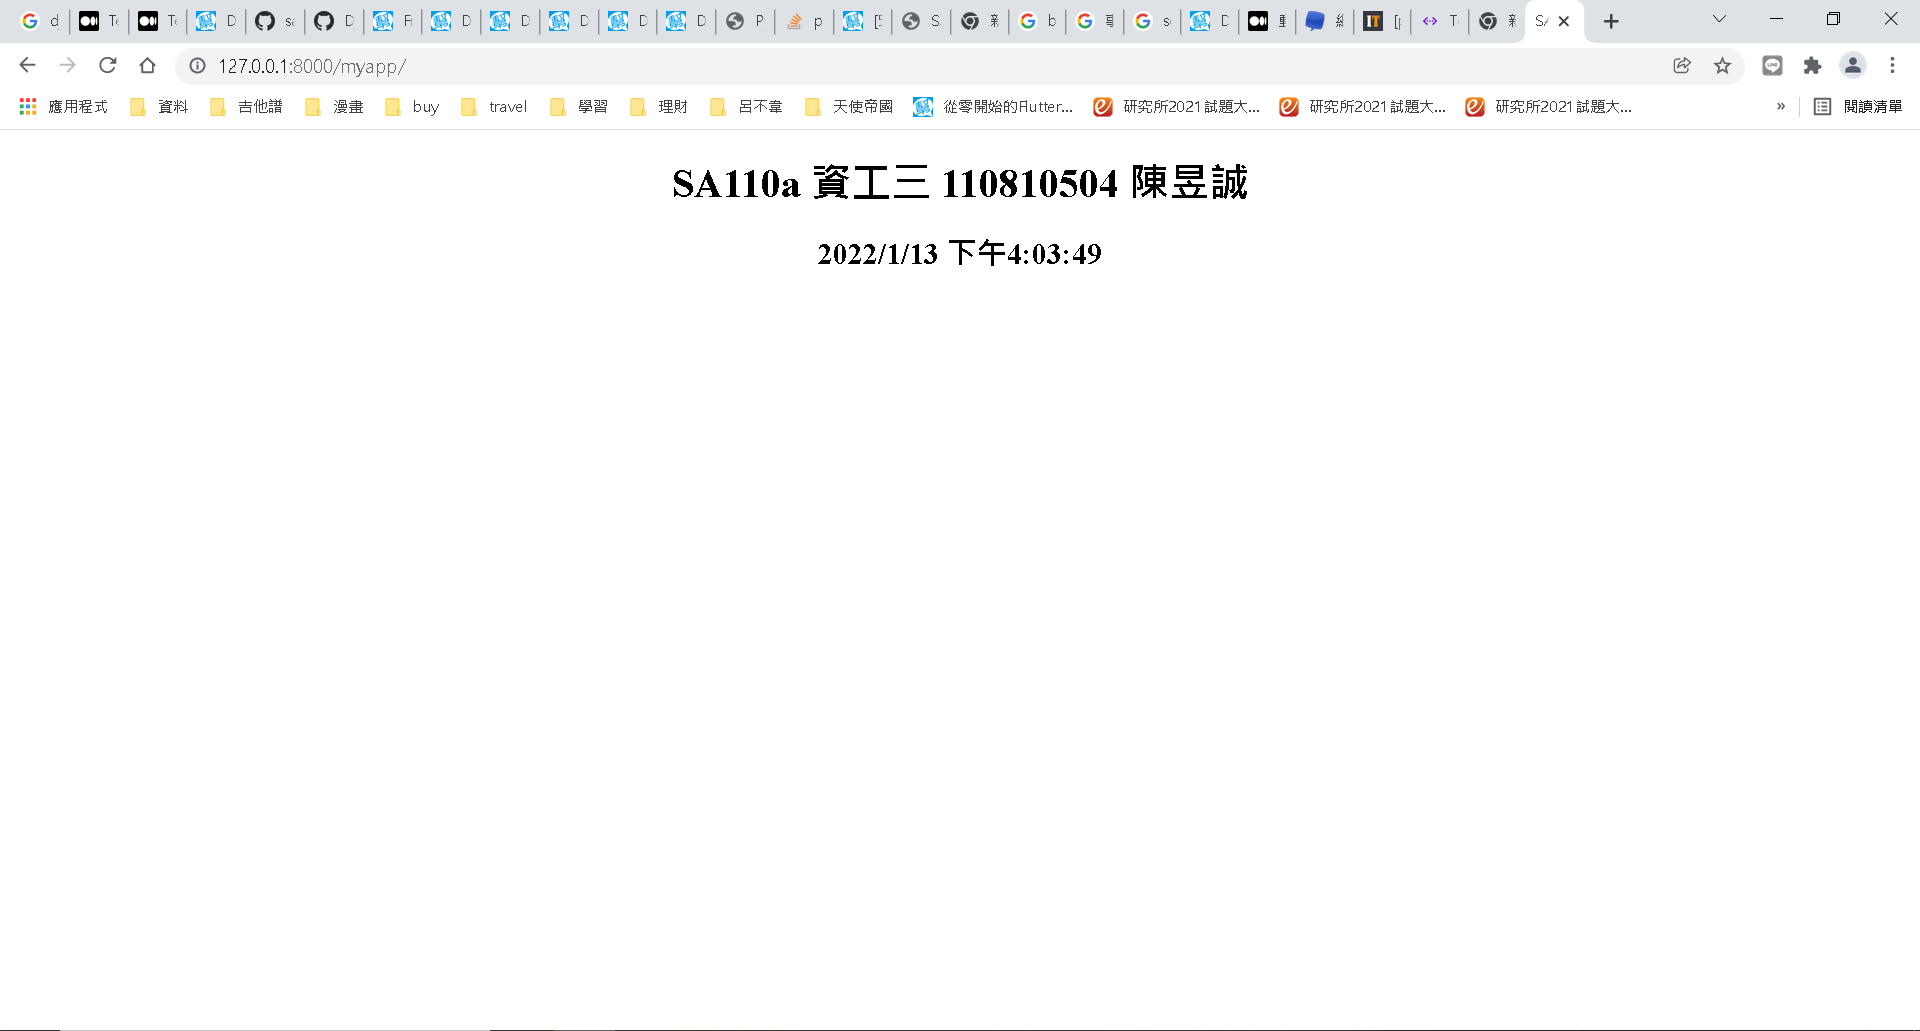 127.0.0.1:8000/myapp/
應用程式 資料 吉他譜 漫畫 buy travel 學習 理財 呂不韋 天使帝國 從零開始的Flutter... 研究所2021試題大... 研究所2021試題大... 研究所2021試題大... » 閱讀清單
SA110a 資工三 110810504 陳昱誠
2022/1/13 下午4:03:49